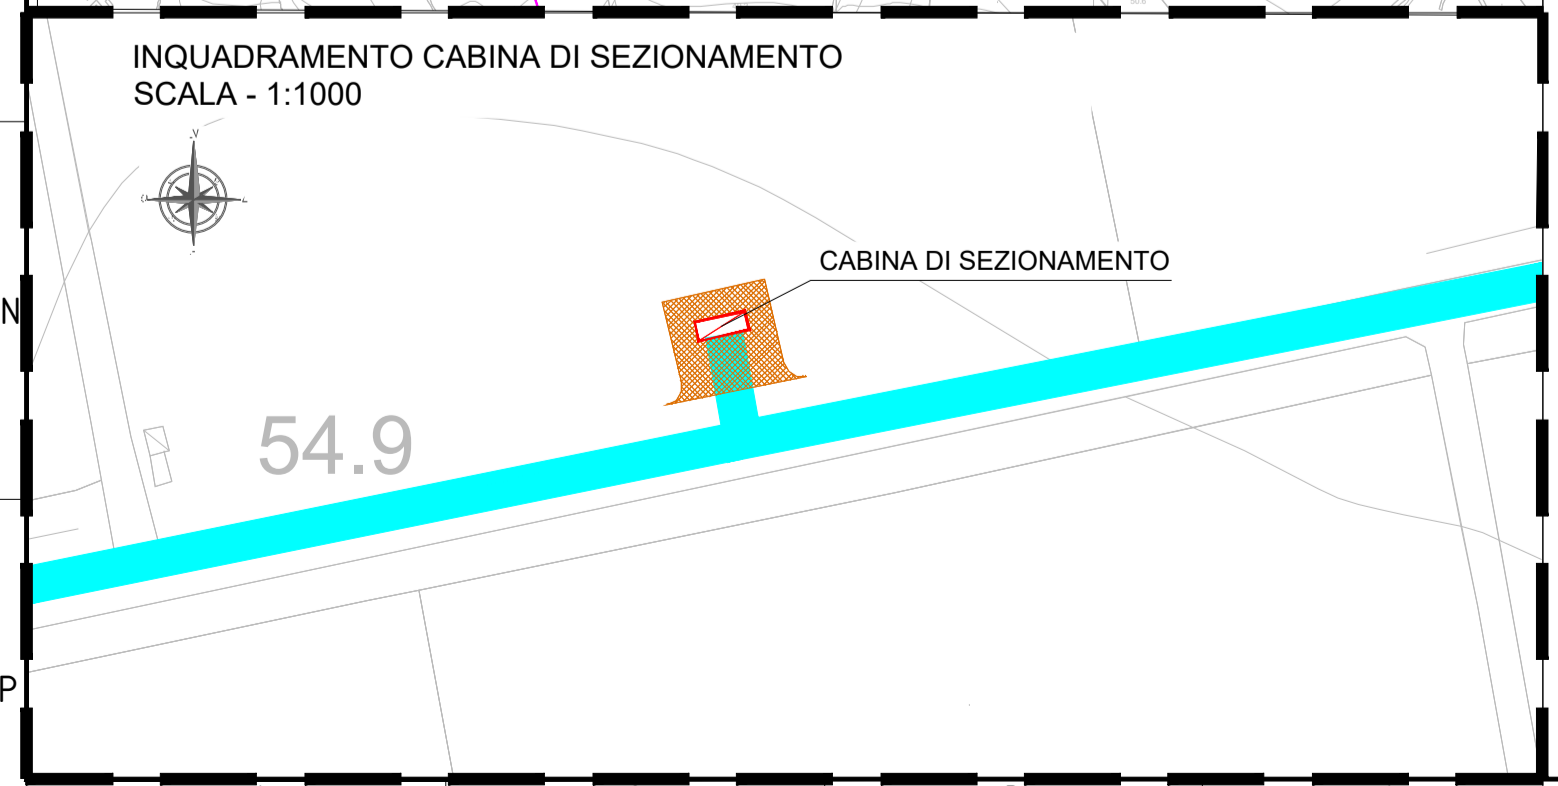 INQUADRAMENTO CABINA DI SEZIONAMENTO
SCALA - 1:1000
CABINA DI SEZIONAMENTO
N
54.9
P